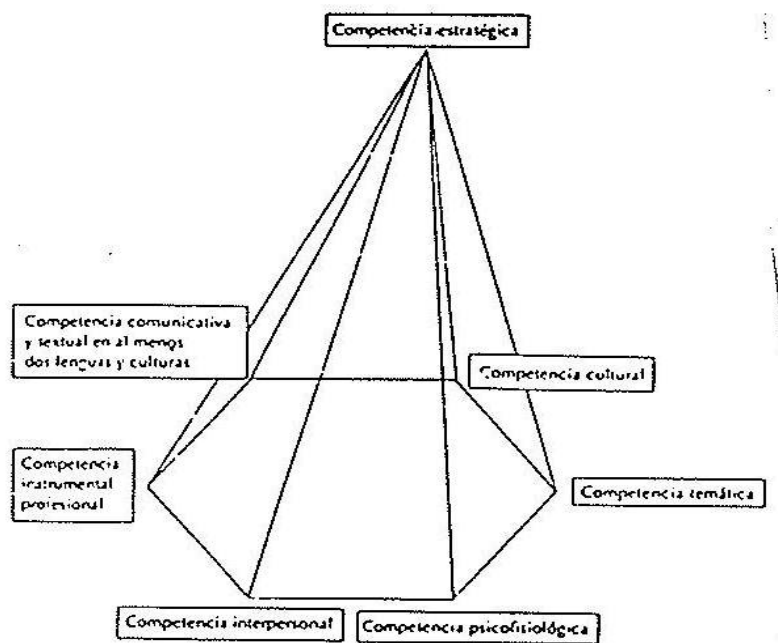 Competencia estratégica
Competencia comunicativa
y textual en al menos
dos lenguas y culturas
Competencia cultural
Competencia
instrumental
profesional
Competencia temática
Competencia interpersonal
Competencia psicofisiológica